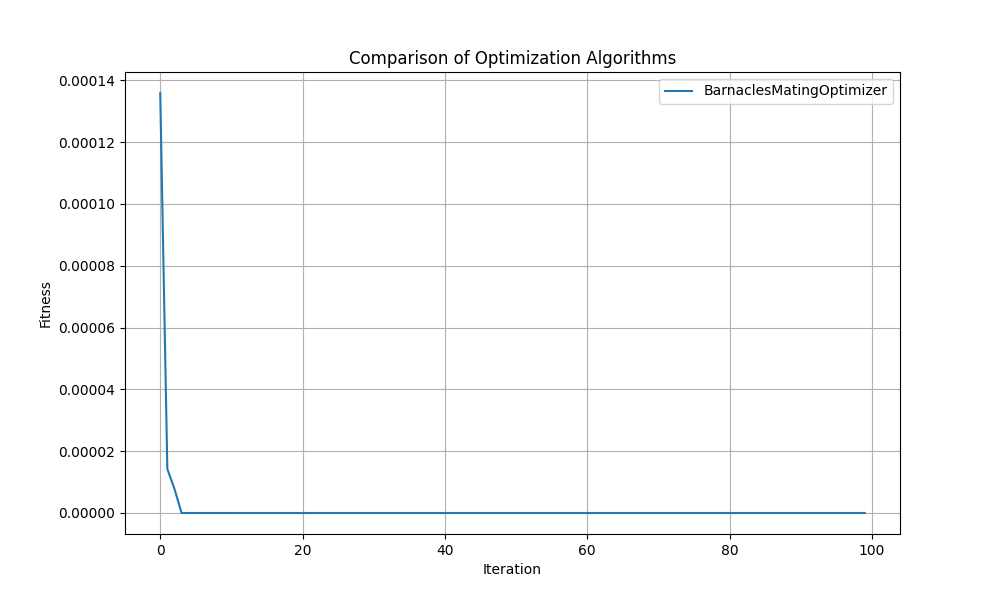 Comparison of Optimization Algorithms
BarnaclesMatingOptimizer
0.00014
0.00012
0.00010
0.00008
0.00006
0.00004
0.00002
0.00000
Fitness
0 20 40 60 80 100
Iteration